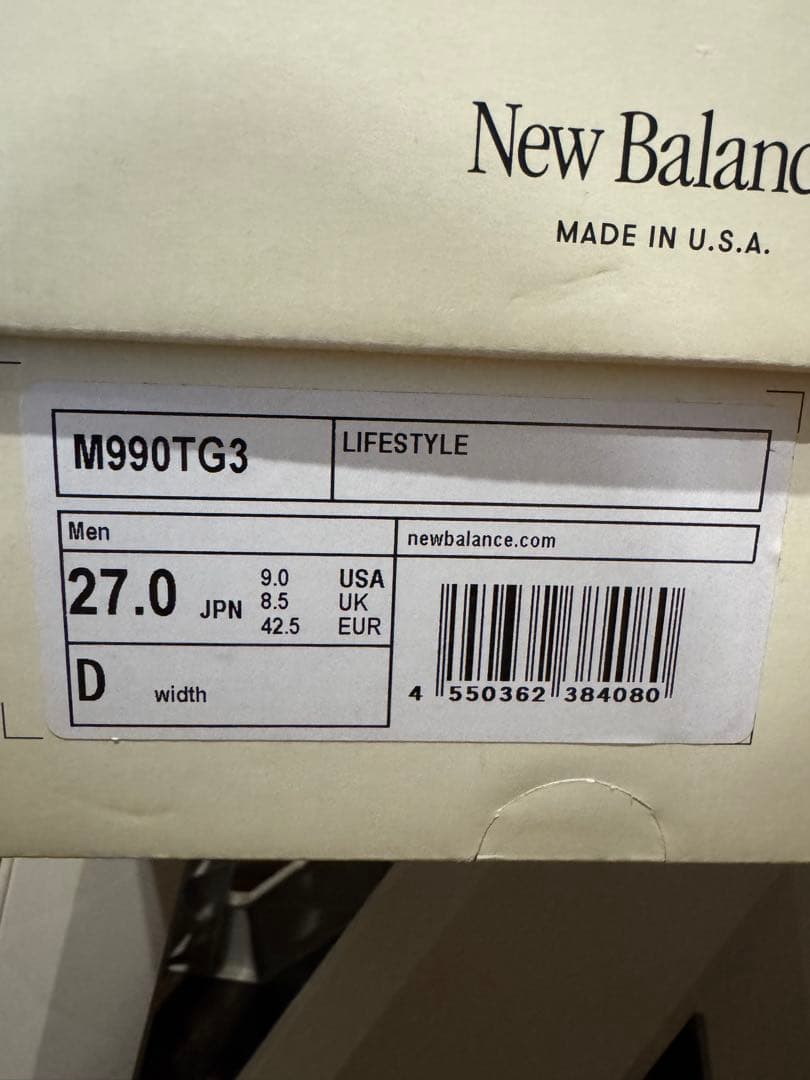 New Balanc
MADE IN U.S.A.
M990TG3
LIFESTYLE
Men
newbalance.com
27.0 JPN
9.0 USA
8.5 UK
42.5 EUR
D width
4 550362 384080